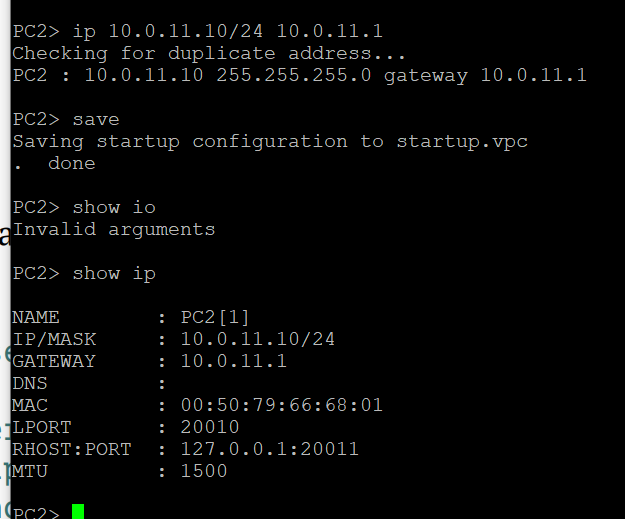 PC2> ip 10.0.11.10/24 10.0.11.1
Checking for duplicate address...
PC2 : 10.0.11.10 255.255.255.0 gateway 10.0.11.1
PC2> save
Saving startup configuration to startup.vpc
.  done
PC2> show io
Invalid arguments
PC2> show ip
NAME        : PC2[1]
IP/MASK     : 10.0.11.10/24
GATEWAY     : 10.0.11.1
DNS         :
MAC         : 00:50:79:66:68:01
LPORT       : 20010
RHOST:PORT  : 127.0.0.1:20011
MTU         : 1500
PC2>